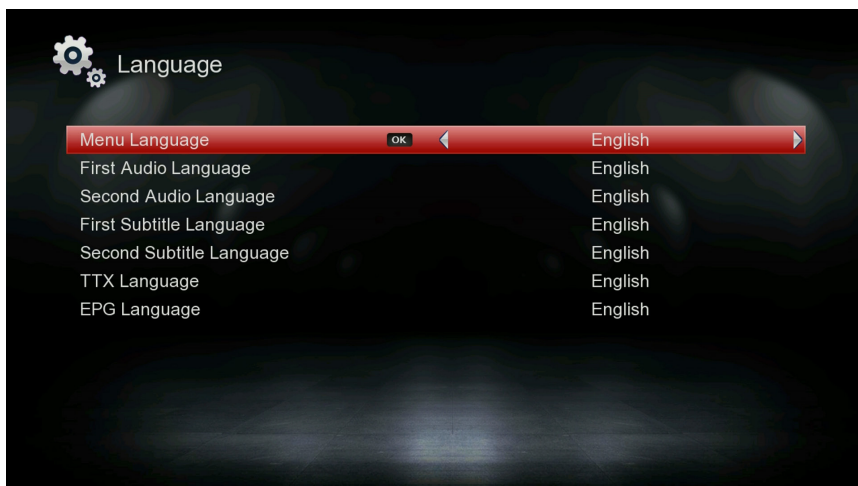 Language
Menu Language OK English
First Audio Language English
Second Audio Language English
First Subtitle Language English
Second Subtitle Language English
TTX Language English
EPG Language English